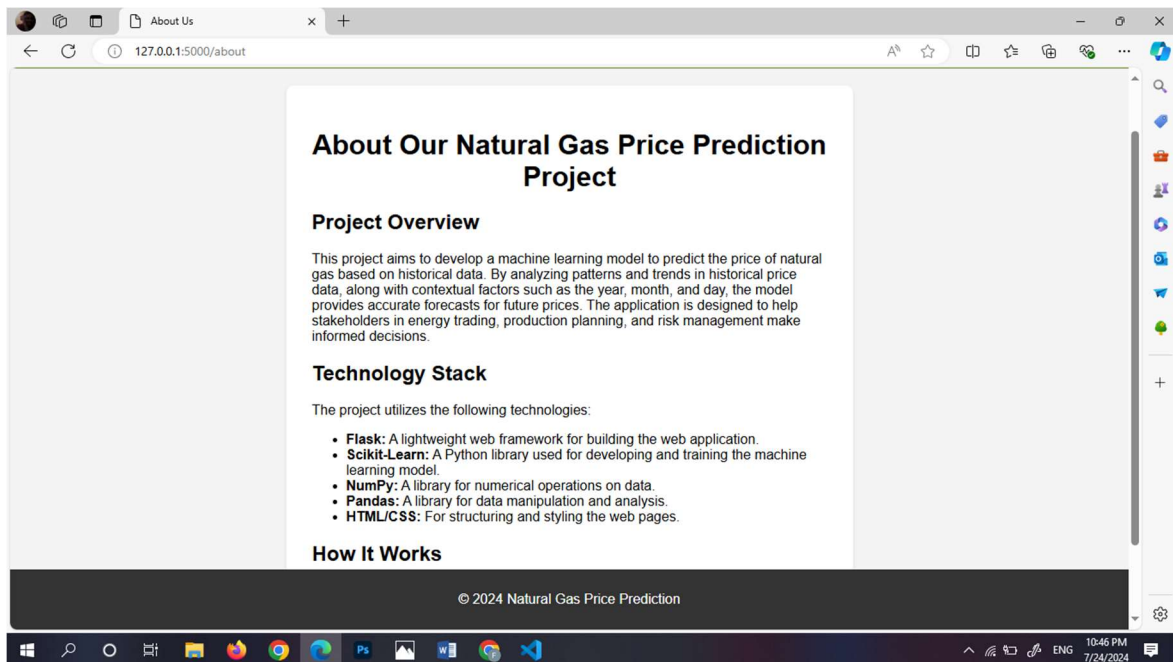 About Us
127.0.0.1:5000/about
About Our Natural Gas Price Prediction
Project
Project Overview
This project aims to develop a machine learning model to predict the price of natural
gas based on historical data. By analyzing patterns and trends in historical price
data, along with contextual factors such as the year, month, and day, the model
provides accurate forecasts for future prices. The application is designed to help
stakeholders in energy trading, production planning, and risk management make
informed decisions.
Technology Stack
The project utilizes the following technologies:
• Flask: A lightweight web framework for building the web application.
• Scikit-Learn: A Python library used for developing and training the machine
learning model.
• NumPy: A library for numerical operations on data.
• Pandas: A library for data manipulation and analysis.
• HTML/CSS: For structuring and styling the web pages.
How It Works
© 2024 Natural Gas Price Prediction
Ps
ENG
10:46 PM
7/24/2024